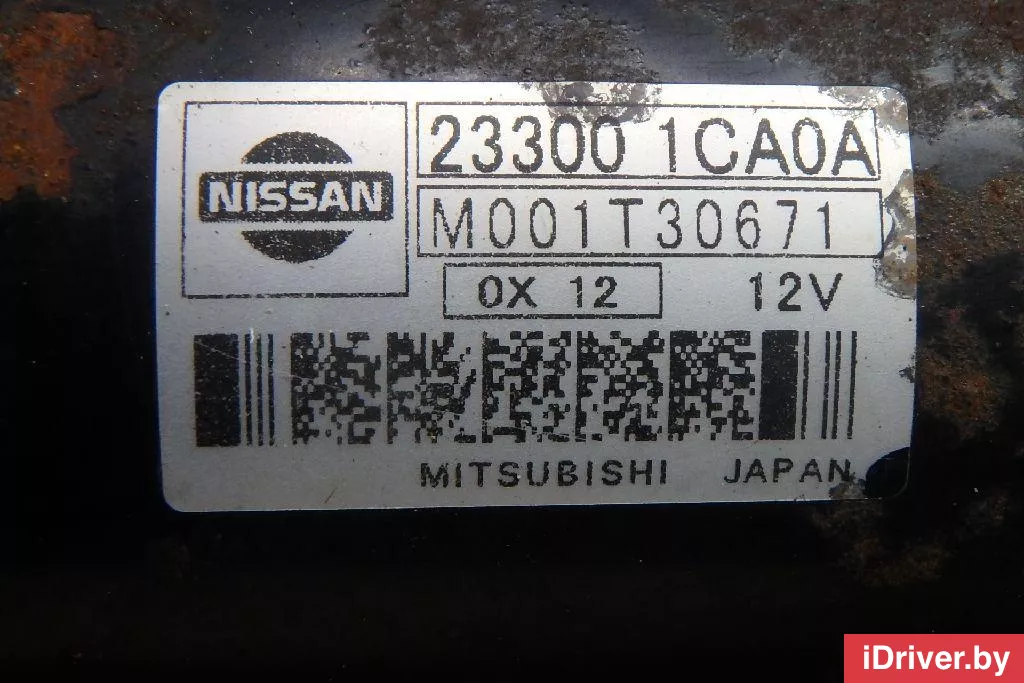 NISSAN
23300 1CA0A
M001T30671
0X 12
12V
MITSUBISHI JAPAN
iDriver.by